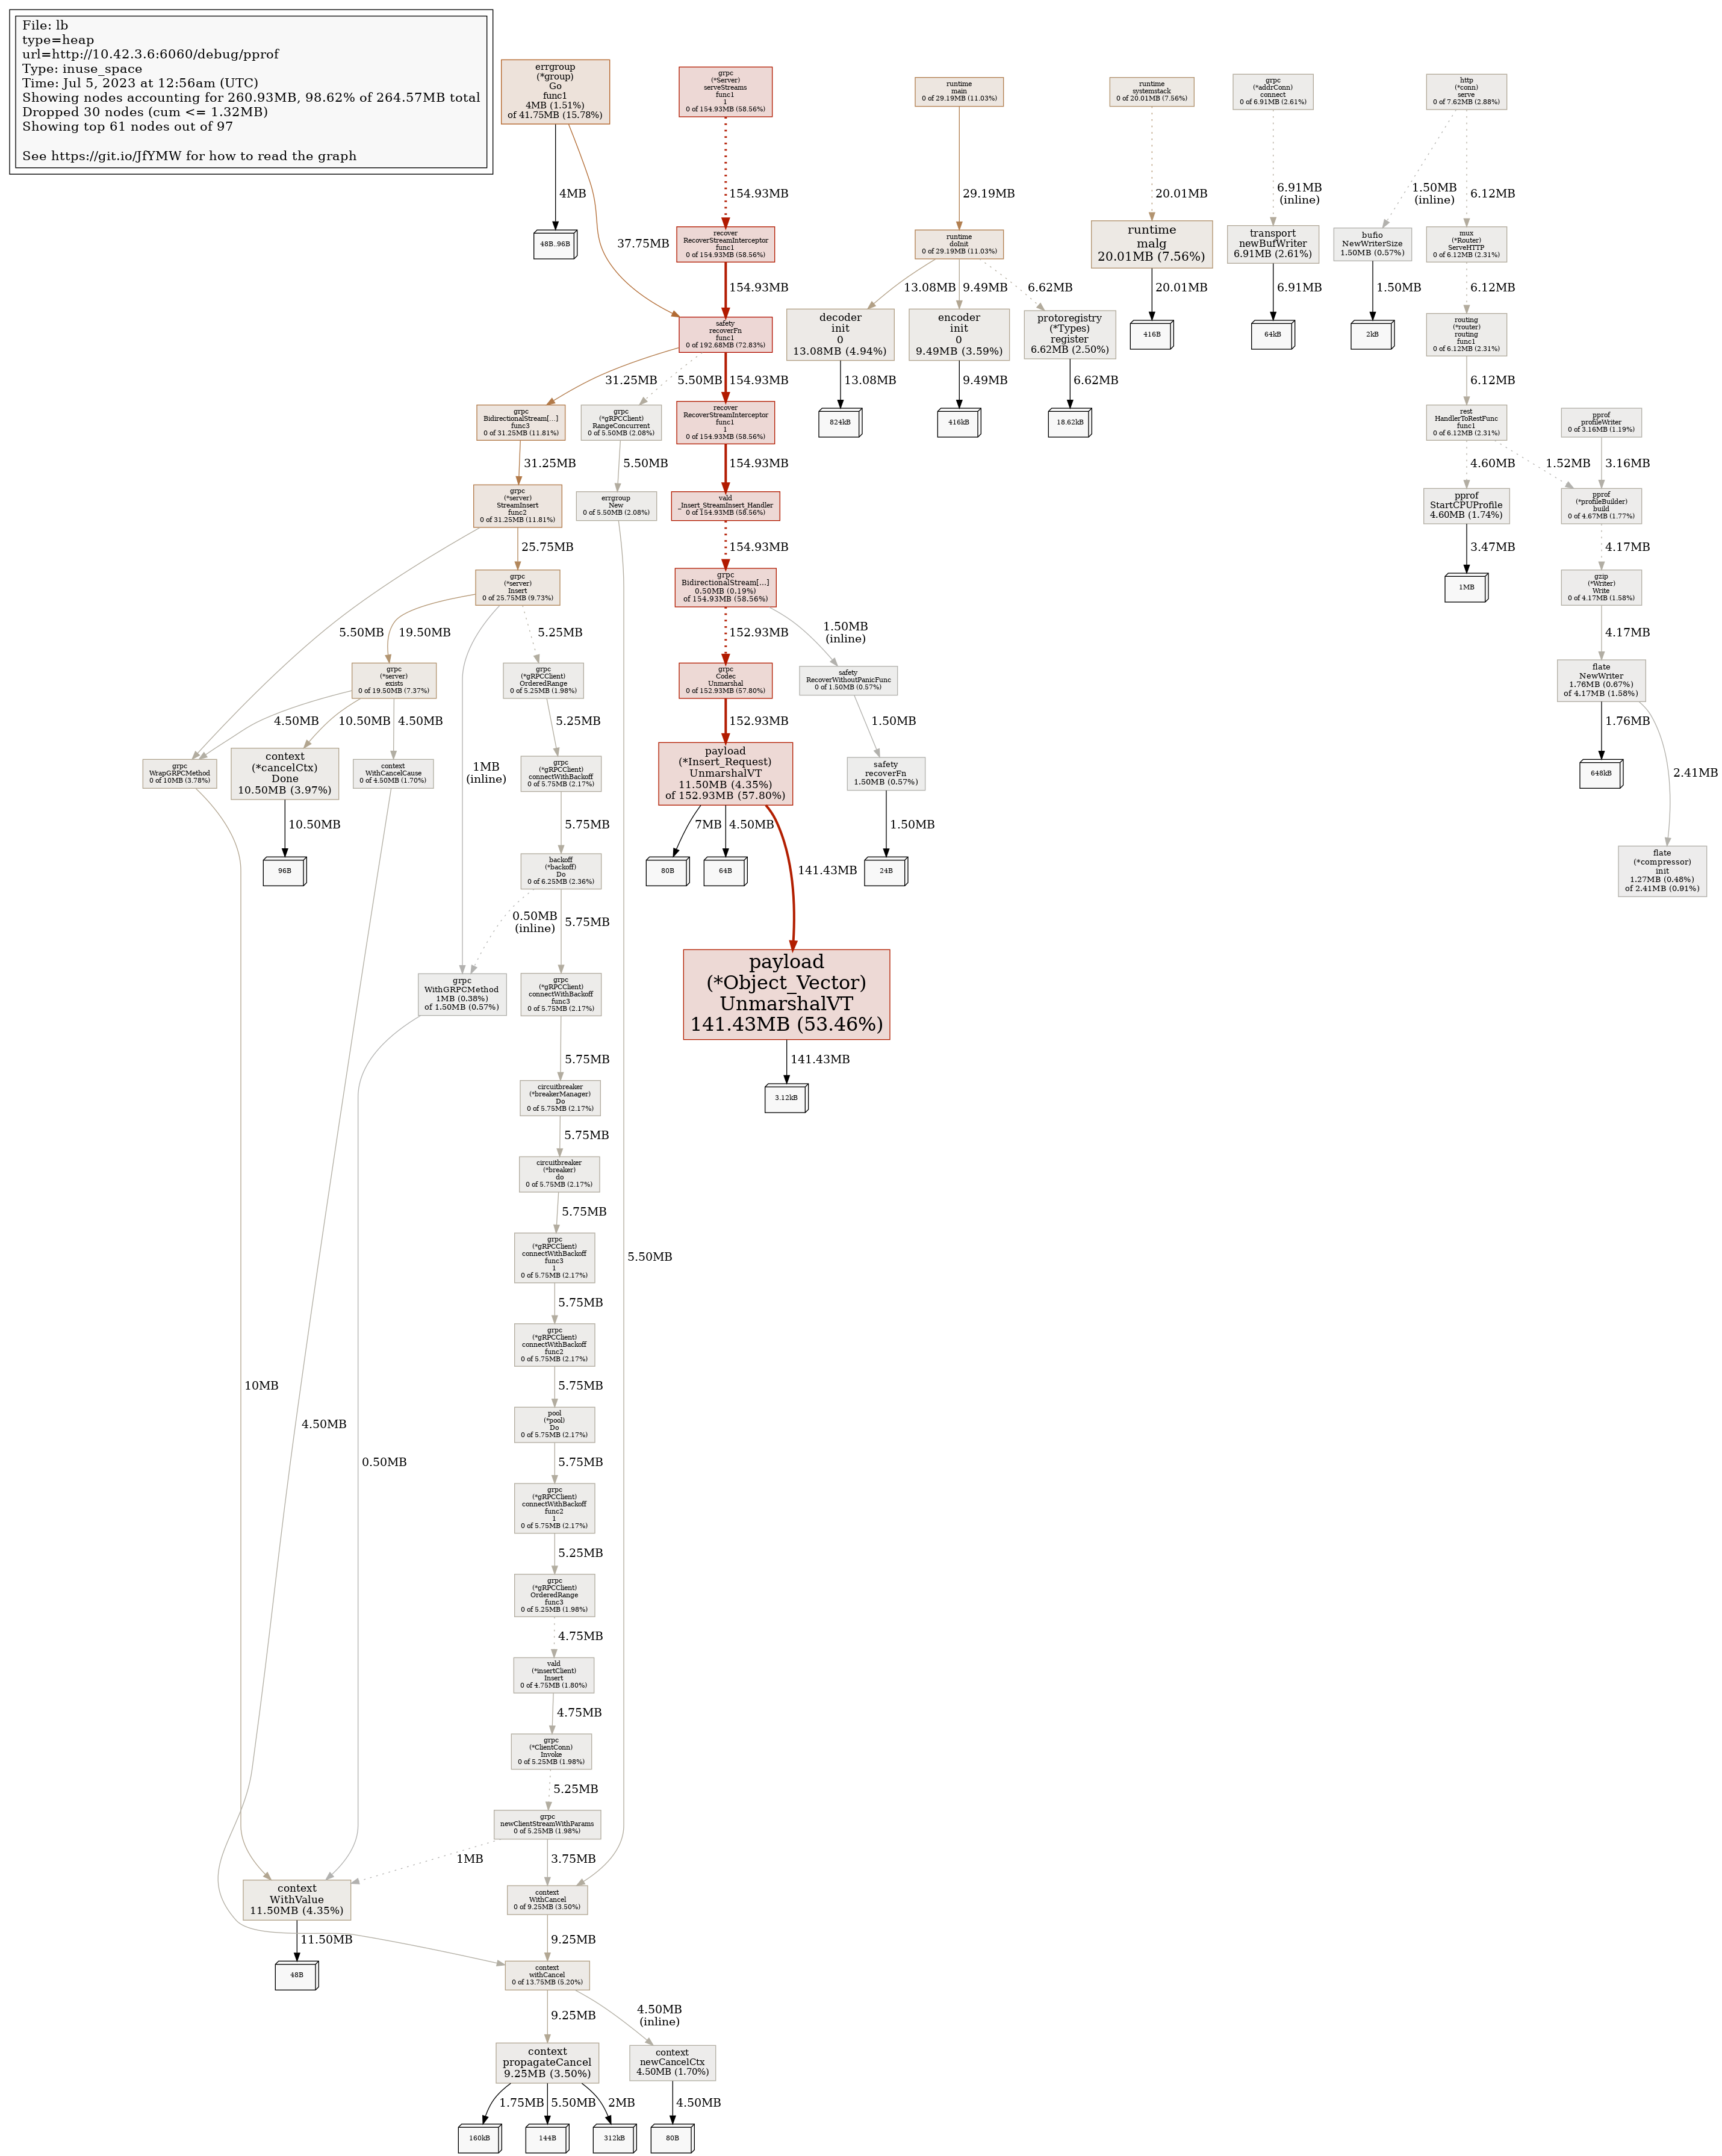 File: lb
type=heap
url=http://10.42.3.6:6060/debug/pprof
Type: inuse_space
Time: Jul 5, 2023 at 12:56am (UTC)
Showing nodes accounting for 260.93MB, 98.62% of 264.57MB total
Dropped 30 nodes (cum <= 1.32MB)
Showing top 61 nodes out of 97
See https://git.io/JfYMW for how to read the graph
errgroup
(*group)
Go
func1
4MB (1.51%)
of 41.75MB (15.78%)
grpc
(*Server)
serveStreams
func1
1
0 of 154.93MB (58.56%)
runtime
main
0 of 29.19MB (11.03%)
runtime
systemstack
0 of 20.01MB (7.56%)
grpc
(*addrConn)
connect
0 of 6.91MB (2.61%)
http
(*conn)
serve
0 of 7.62MB (2.88%)
4MB
154.93MB
29.19MB
20.01MB
6.91MB
(inline)
1.50MB
(inline)
6.12MB
48B..96B
37.75MB
recover
RecoverStreamInterceptor
func1
0 of 154.93MB (58.56%)
runtime
doInit
0 of 29.19MB (11.03%)
runtime
malg
20.01MB (7.56%)
transport
newBufWriter
6.91MB (2.61%)
bufio
NewWriterSize
1.50MB (0.57%)
mux
(*Router)
ServeHTTP
0 of 6.12MB (2.31%)
154.93MB
13.08MB
9.49MB
6.62MB
20.01MB
6.91MB
1.50MB
6.12MB
safety
recoverFn
func1
0 of 192.68MB (72.83%)
decoder
init
0
13.08MB (4.94%)
encoder
init
0
9.49MB (3.59%)
protoregistry
(*Types)
register
6.62MB (2.50%)
416B
64kB
2kB
routing
(*router)
routing
func1
0 of 6.12MB (2.31%)
31.25MB
5.50MB
154.93MB
13.08MB
9.49MB
6.62MB
6.12MB
grpc
BidirectionalStream[...]
func3
0 of 31.25MB (11.81%)
grpc
(*gRPCClient)
RangeConcurrent
0 of 5.50MB (2.08%)
recover
RecoverStreamInterceptor
func1
1
0 of 154.93MB (58.56%)
824kB
416kB
18.62kB
rest
HandlerToRestFunc
func1
0 of 6.12MB (2.31%)
pprof
profileWriter
0 of 3.16MB (1.19%)
31.25MB
5.50MB
154.93MB
4.60MB
1.52MB
3.16MB
grpc
(*server)
StreamInsert
func2
0 of 31.25MB (11.81%)
errgroup
New
0 of 5.50MB (2.08%)
vald
_Insert_StreamInsert_Handler
0 of 154.93MB (58.56%)
pprof
StartCPUProfile
4.60MB (1.74%)
pprof
(*profileBuilder)
build
0 of 4.67MB (1.77%)
25.75MB
154.93MB
3.47MB
4.17MB
grpc
(*server)
Insert
0 of 25.75MB (9.73%)
grpc
BidirectionalStream[...]
0.50MB (0.19%)
of 154.93MB (58.56%)
1MB
gzip
(*Writer)
Write
0 of 4.17MB (1.58%)
5.50MB
19.50MB
5.25MB
152.93MB
1.50MB
(inline)
4.17MB
grpc
(*server)
exists
0 of 19.50MB (7.37%)
grpc
(*gRPCClient)
OrderedRange
0 of 5.25MB (1.98%)
grpc
Codec
Unmarshal
0 of 152.93MB (57.80%)
safety
RecoverWithoutPanicFunc
0 of 1.50MB (0.57%)
flate
NewWriter
1.76MB (0.67%)
of 4.17MB (1.58%)
4.50MB
10.50MB
4.50MB
5.25MB
152.93MB
1.50MB
1.76MB
grpc
WrapGRPCMethod
0 of 10MB (3.78%)
context
(*cancelCtx)
Done
10.50MB (3.97%)
context
WithCancelCause
0 of 4.50MB (1.70%)
1MB
(inline)
grpc
(*gRPCClient)
connectWithBackoff
0 of 5.75MB (2.17%)
payload
(*Insert_Request)
UnmarshalVT
11.50MB (4.35%)
of 152.93MB (57.80%)
safety
recoverFn
1.50MB (0.57%)
648kB
2.41MB
10.50MB
5.75MB
7MB
4.50MB
1.50MB
96B
backoff
(*backoff)
Do
0 of 6.25MB (2.36%)
80B
64B
141.43MB
24B
flate
(*compressor)
init
1.27MB (0.48%)
of 2.41MB (0.91%)
0.50MB
(inline)
5.75MB
grpc
WithGRPCMethod
1MB (0.38%)
of 1.50MB (0.57%)
grpc
(*gRPCClient)
connectWithBackoff
func3
0 of 5.75MB (2.17%)
payload
(*Object_Vector)
UnmarshalVT
141.43MB (53.46%)
5.75MB
141.43MB
circuitbreaker
(*breakerManager)
Do
0 of 5.75MB (2.17%)
3.12kB
5.75MB
circuitbreaker
(*breaker)
do
0 of 5.75MB (2.17%)
5.75MB
grpc
(*gRPCClient)
connectWithBackoff
func3
1
0 of 5.75MB (2.17%)
5.50MB
5.75MB
grpc
(*gRPCClient)
connectWithBackoff
func2
0 of 5.75MB (2.17%)
10MB
5.75MB
4.50MB
pool
(*pool)
Do
0 of 5.75MB (2.17%)
0.50MB
5.75MB
grpc
(*gRPCClient)
connectWithBackoff
func2
1
0 of 5.75MB (2.17%)
5.25MB
grpc
(*gRPCClient)
OrderedRange
func3
0 of 5.25MB (1.98%)
4.75MB
vald
(*insertClient)
Insert
0 of 4.75MB (1.80%)
4.75MB
grpc
(*ClientConn)
Invoke
0 of 5.25MB (1.98%)
5.25MB
grpc
newClientStreamWithParams
0 of 5.25MB (1.98%)
1MB
3.75MB
context
WithValue
11.50MB (4.35%)
context
WithCancel
0 of 9.25MB (3.50%)
11.50MB
9.25MB
48B
context
withCancel
0 of 13.75MB (5.20%)
9.25MB
4.50MB
(inline)
context
propagateCancel
9.25MB (3.50%)
context
newCancelCtx
4.50MB (1.70%)
1.75MB
5.50MB
2MB
4.50MB
160kB
144B
312kB
80B